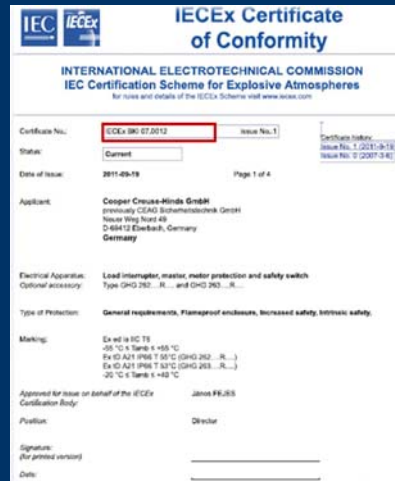 IEC IECEx
IECEx Certificate
of Conformity
INTERNATIONAL ELECTROTECHNICAL COMMISSION
IEC Certification Scheme for Explosive Atmospheres
for rules and details of the IECEx Scheme visit www.iecex.com
Certificate No.: IECEx BKI 07.0012 Issue No.:1
Certificate history:
Issue No. 1 (2011-9-19)
Issue No. 0 (2007-3-6)
Status: Current
Date of Issue: 2011-09-19 Page 1 of 4
Applicant: Cooper Crouse-Hinds GmbH
previously CEAG Sicherheitstechnik GmbH
Neuer Weg Nord 49
D-69412 Eberbach, Germany
Germany
Electrical Apparatus: Load interrupter, master, motor protection and safety switch
Optional accessory: Type GHG 262...R.... and GHG 263...R....
Type of Protection: General requirements, Flameproof enclosure, Increased safety, Intrinsic safety,
Marking: Ex ed ia IIC T6
-55 °C ≤ Tamb ≤ +55 °C
Ex tD A21 IP66 T 55°C (GHG 262...R....)
Ex tD A21 IP66 T 53°C (GHG 263...R....)
-20 °C ≤ Tamb ≤ +40 °C
Approved for issue on behalf of the IECEx János FEJES
Certification Body:
Position: Director
Signature:
(for printed version)
Date: